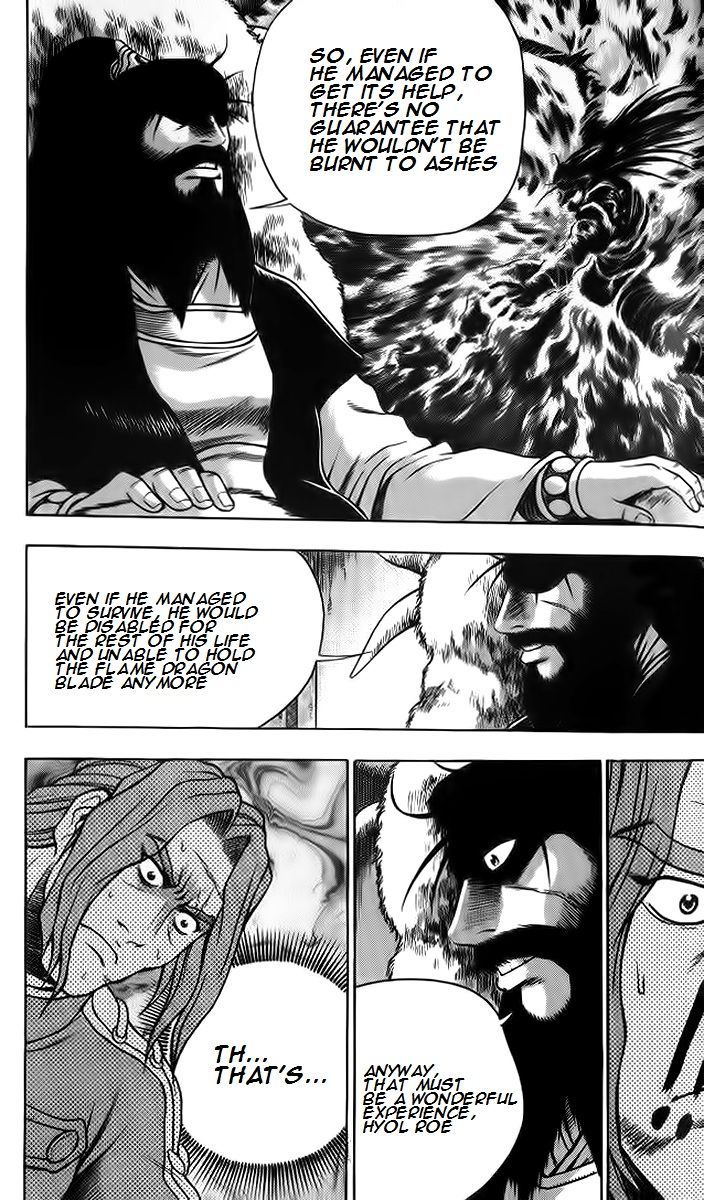 SO, EVEN IF
HE MANAGED TO
GET ITS HELP,
THERE'S NO
GUARANTEE THAT
HE WOULDN'T BE
BURNT TO ASHES
EVEN IF HE MANAGED
TO SURVIVE, HE WOULD
BE DISABLED FOR
THE REST OF HIS LIFE
AND UNABLE TO HOLD
THE FLAME DRAGON
BLADE ANYMORE
TH...
THAT'S...
ANYWAY,
THAT MUST
BE A WONDERFUL
EXPERIENCE,
HYOL ROE
!!